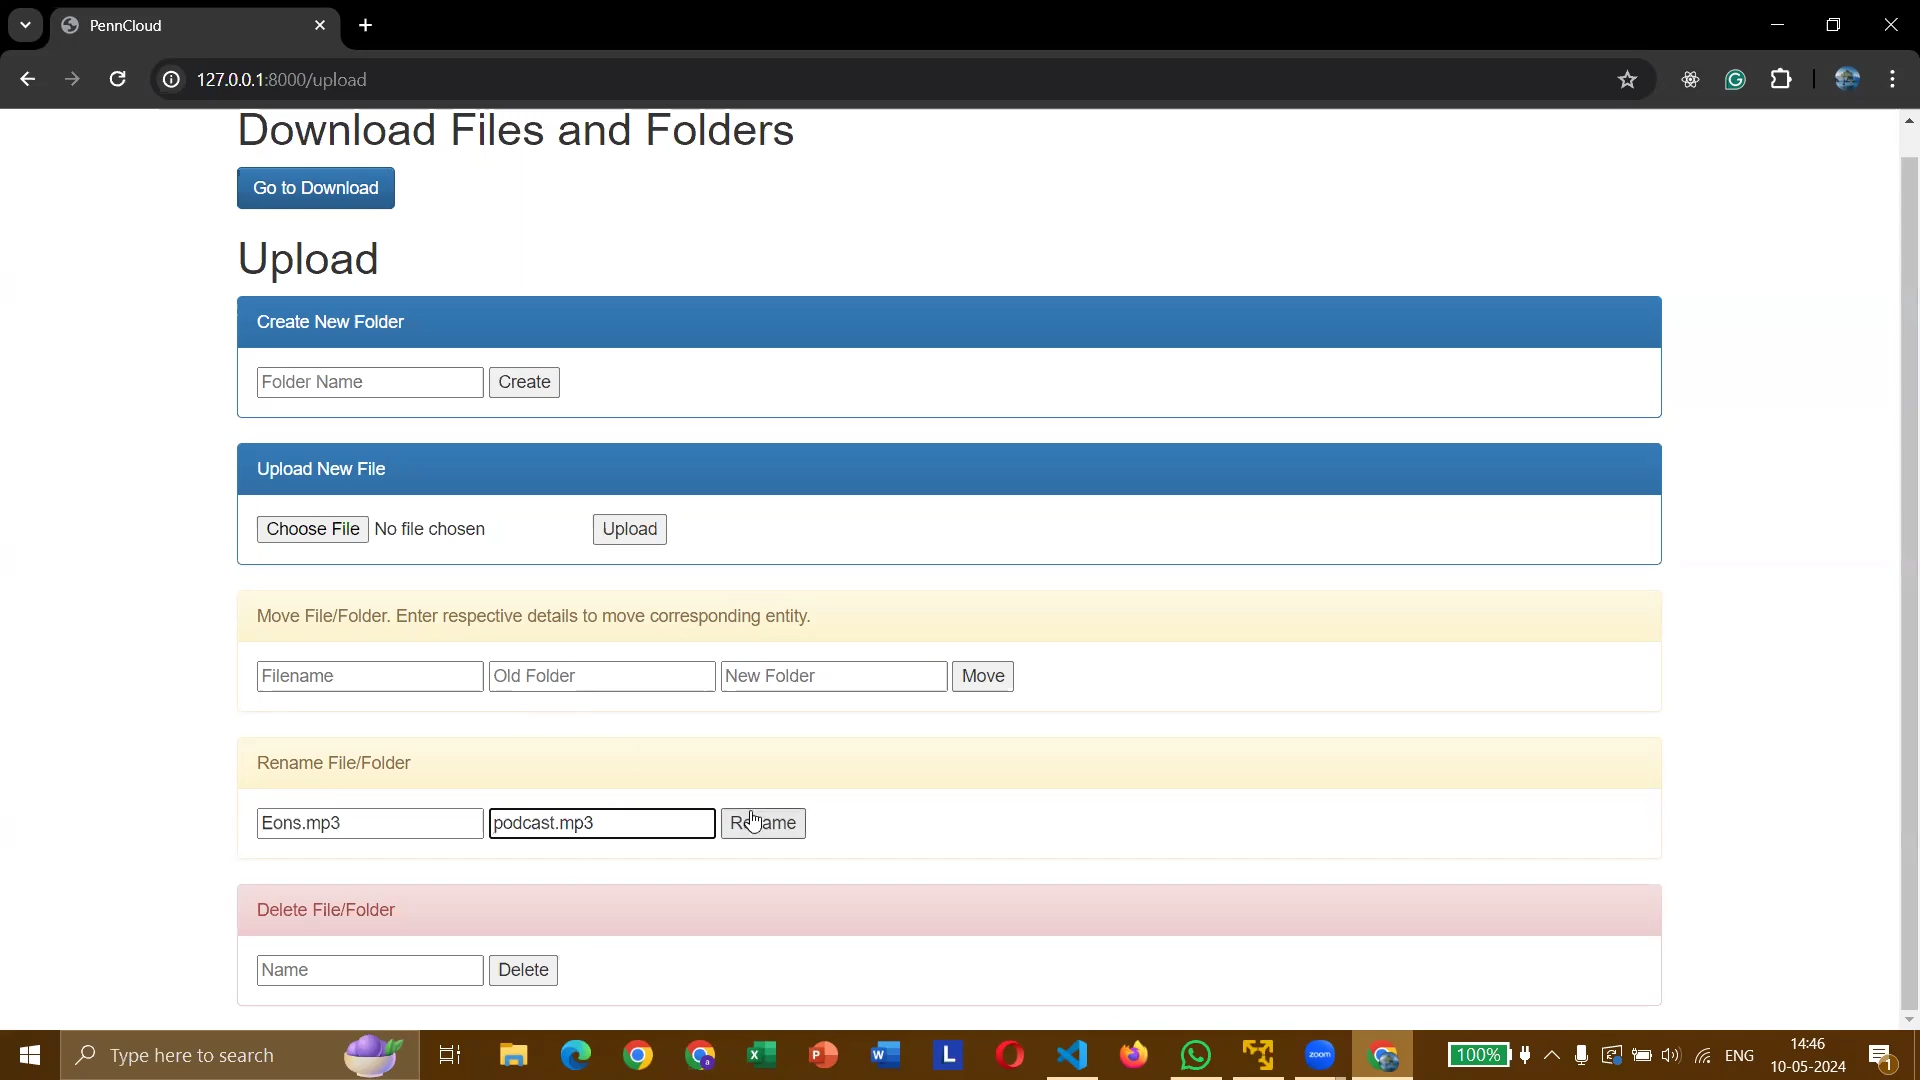 PennCloud
127.0.0.1:8000/upload
Download Files and Folders
Go to Download
Upload
Create New Folder
Folder Name Create
Upload New File
Choose File No file chosen Upload
Move File/Folder. Enter respective details to move corresponding entity.
Filename Old Folder New Folder Move
Rename File/Folder
Eons.mp3 podcast.mp3 Rename
Delete File/Folder
Name Delete
Type here to search
zoom
100%
ENG
14:46
10-05-2024
1